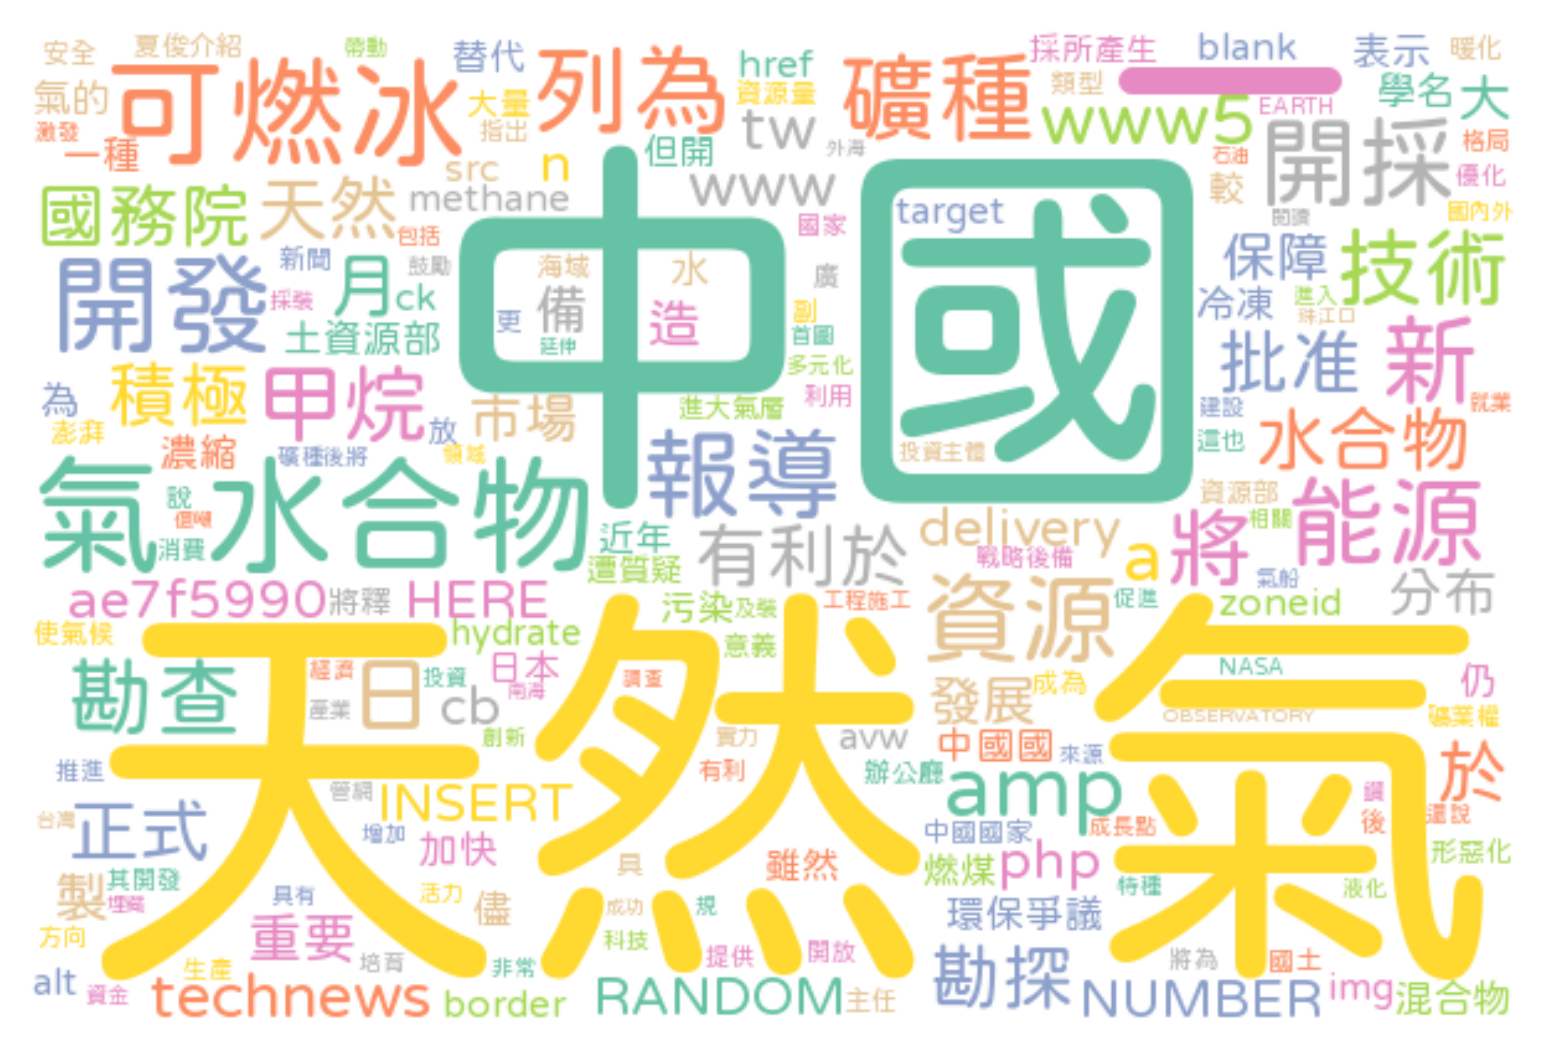 安全 夏俊介紹 帶動 替代 列為 href 礦種 採所產生 blank 表示 暖化
氣的 可燃冰 大量 資源量 類型 一 學名 大
激發 一種 指出 tw www5 EARTH 開採 格局
src n 但開 外海 石油 優化
國務院 天然 methane www 較 國內外
包括 中國 國家 target 閱讀 保障 技術
開發 新聞 月 鼓勵 海域 水 廣
採裝 ck 更 備 造 副 冷凍 進入 珠江口
土資源部 延伸 首圖 批准 新
為 積極 甲烷 市場 多元化 利用 建設 就業
澎湃 放 進大氣層 這也 水合物
濃縮 礦種後將 領域 報導 投資主體
氣水合物 說 億噸 資源部 能源
消費 近年 有利於 delivery a 將 相關
遭質疑 戰略後備 氣船 分布
ae7f5990 將釋 HERE 污染 及裝 工程施工 資源 促進 zoneid
使氣候 天然氣 hydrate 意義 NASA
勘查 經濟 日 投資 日本 調查 發展 成為 仍
產業 cb 南海 創新 實力 avw OBSERVATORY 礦業權
推進 有利 辦公廳 中國國 來源 於
管網 INSERT amp 鑽
台灣 正式 增加 加快 雖然 中國國家 成長點 後 還說
製 其開發 具 燃煤 php 形惡化
埋藏 具有 活力 儘 成功 規 特種 液化
方向 重要 科技 提供 開放 環保爭議
培育 非常 勘探 將為 國土
alt 資金 生產 technews border RANDOM 主任 NUMBER img 混合物